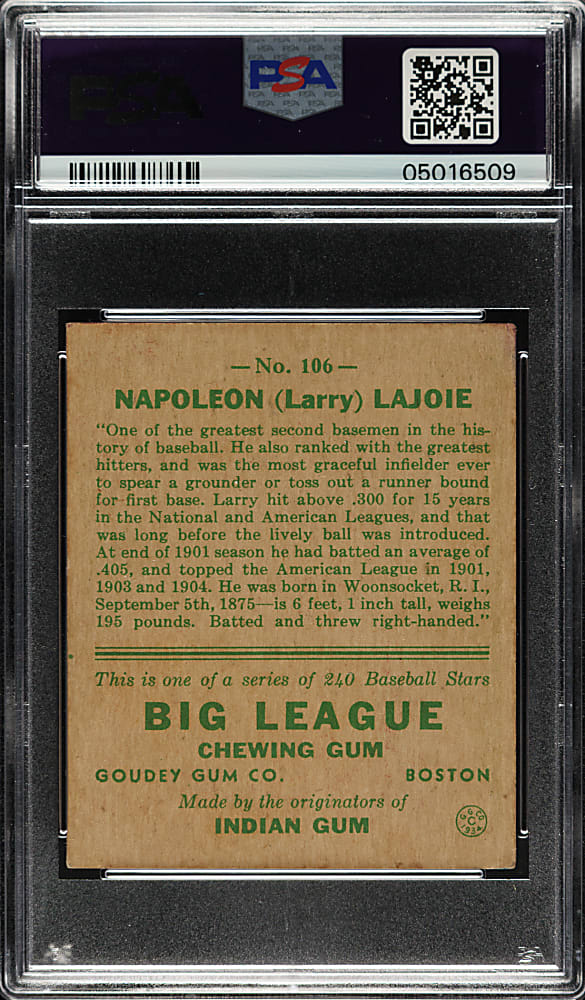 PSA
05016509
— No. 106 —
NAPOLEON (Larry) LAJOIE
"One of the greatest second basemen in the his-
tory of baseball. He also ranked with the greatest
hitters, and was the most graceful infielder ever
to spear a grounder or toss out a runner bound
for first base. Larry hit above .300 for 15 years
in the National and American Leagues, and that
was long before the lively ball was introduced.
At end of 1901 season he had batted an average of
.405, and topped the American League in 1901,
1903 and 1904. He was born in Woonsocket, R. I.,
September 5th, 1875—is 6 feet, 1 inch tall, weighs
195 pounds. Batted and threw right-handed."
This is one of a series of 240 Baseball Stars
BIG LEAGUE
CHEWING GUM
GOUDEY GUM CO. BOSTON
Made by the originators of
INDIAN GUM
G G CO
C
1934